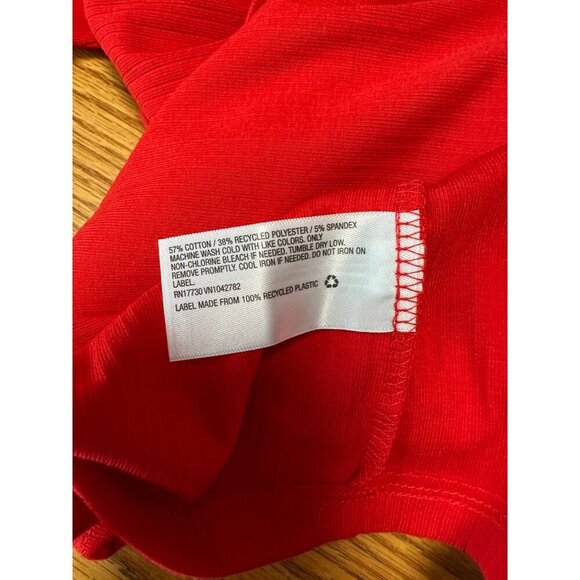 57% COTTON / 38% RECYCLED POLYESTER / 5% SPANDEX
MACHINE WASH COLD WITH LIKE COLORS. ONLY
NON-CHLORINE BLEACH IF NEEDED. TUMBLE DRY LOW.
REMOVE PROMPTLY. COOL IRON IF NEEDED. DO NOT IRON ON
LABEL.
RN17730 VN1042782
LABEL MADE FROM 100% RECYCLED PLASTIC